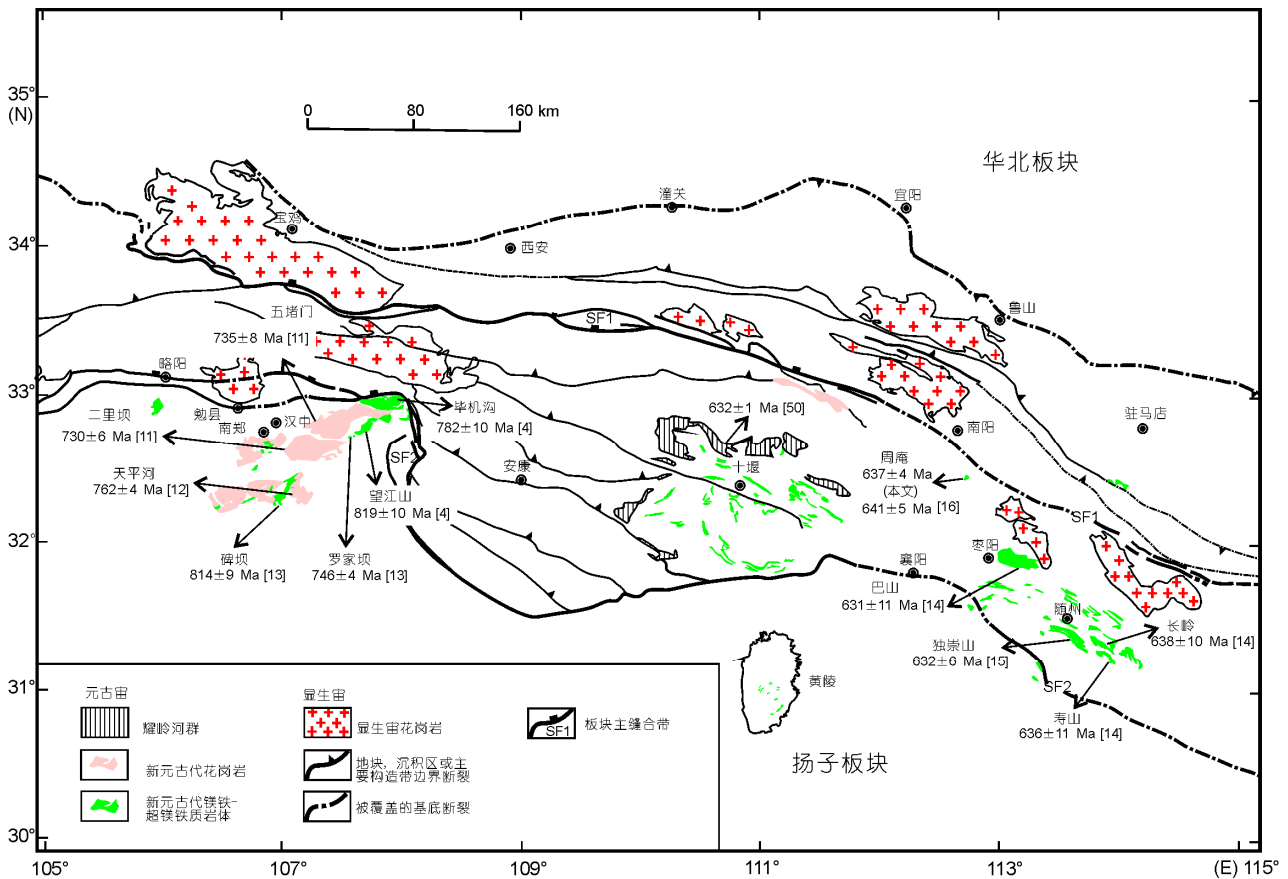 35°
(N)
34°
33°
32°
31°
30°
105°
107°
109°
111°
113°
(E) 115°
0
80
160 km
华北板块
潼关
宜阳
宝鸡
西安
鲁山
五堵门
735±8 Ma [11]
SF1
略阳
勉县
汉中
南郑
二里坝
730±6 Ma [11]
毕机沟
782±10 Ma [4]
632±1 Ma [50]
驻马店
南阳
天平河
762±4 Ma [12]
SF2
安康
十堰
周庵
637±4 Ma
(本文)
641±5 Ma [16]
望江山
819±10 Ma [4]
SF1
碑坝
814±9 Ma [13]
罗家坝
746±4 Ma [13]
襄阳
枣阳
巴山
631±11 Ma [14]
随州
长岭
638±10 Ma [14]
独崇山
632±6 Ma [15]
黄陵
SF2
寿山
636±11 Ma [14]
扬子板块
元古宙
显生宙
耀岭河群
显生宙花岗岩
SF1
板块主缝合带
新元古代花岗岩
地块，沉积区或主
要构造带边界断裂
新元古代镁铁-
超镁铁质岩体
被覆盖的基底断裂